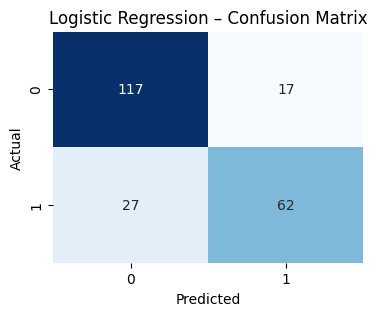 Logistic Regression – Confusion Matrix
0
117
17
Actual
1
27
62
0
1
Predicted